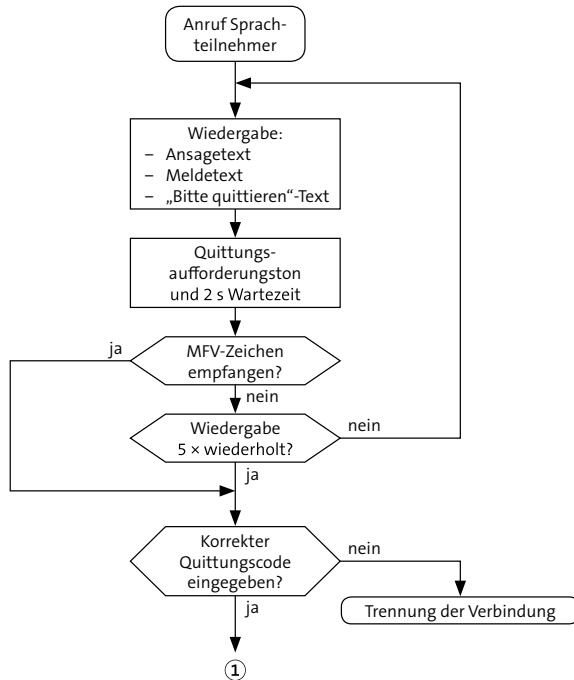 Anruf Sprach-
teilnehmer
Wiedergabe:
– Ansagetext
– Meldetext
– „Bitte quittieren“-Text
Quittungs-
aufforderungston
und 2 s Wartezeit
ja
MFV-Zeichen
empfangen?
nein
Wiedergabe
5 × wiederholt?
nein
ja
Korrekter
Quittungscode
eingegeben?
nein
ja
Trennung der Verbindung
①